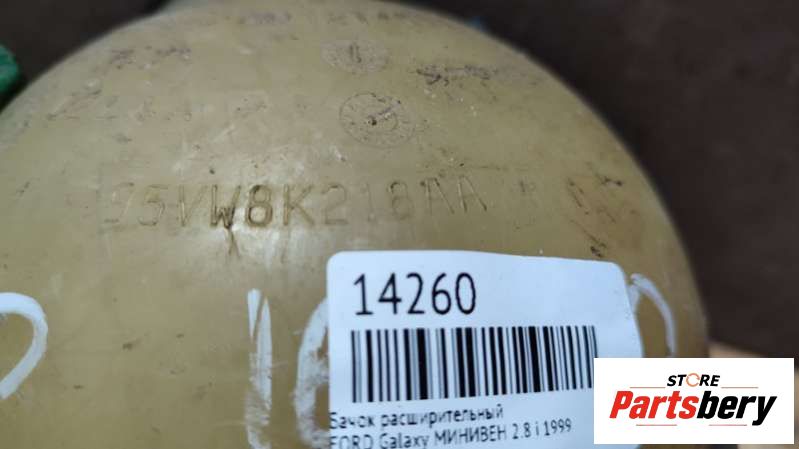 95VW8K218AA
14260
Бачок расширительный
FORD Galaxy МИНИВЕН 2.8 i 1999
STORE
Partsbery